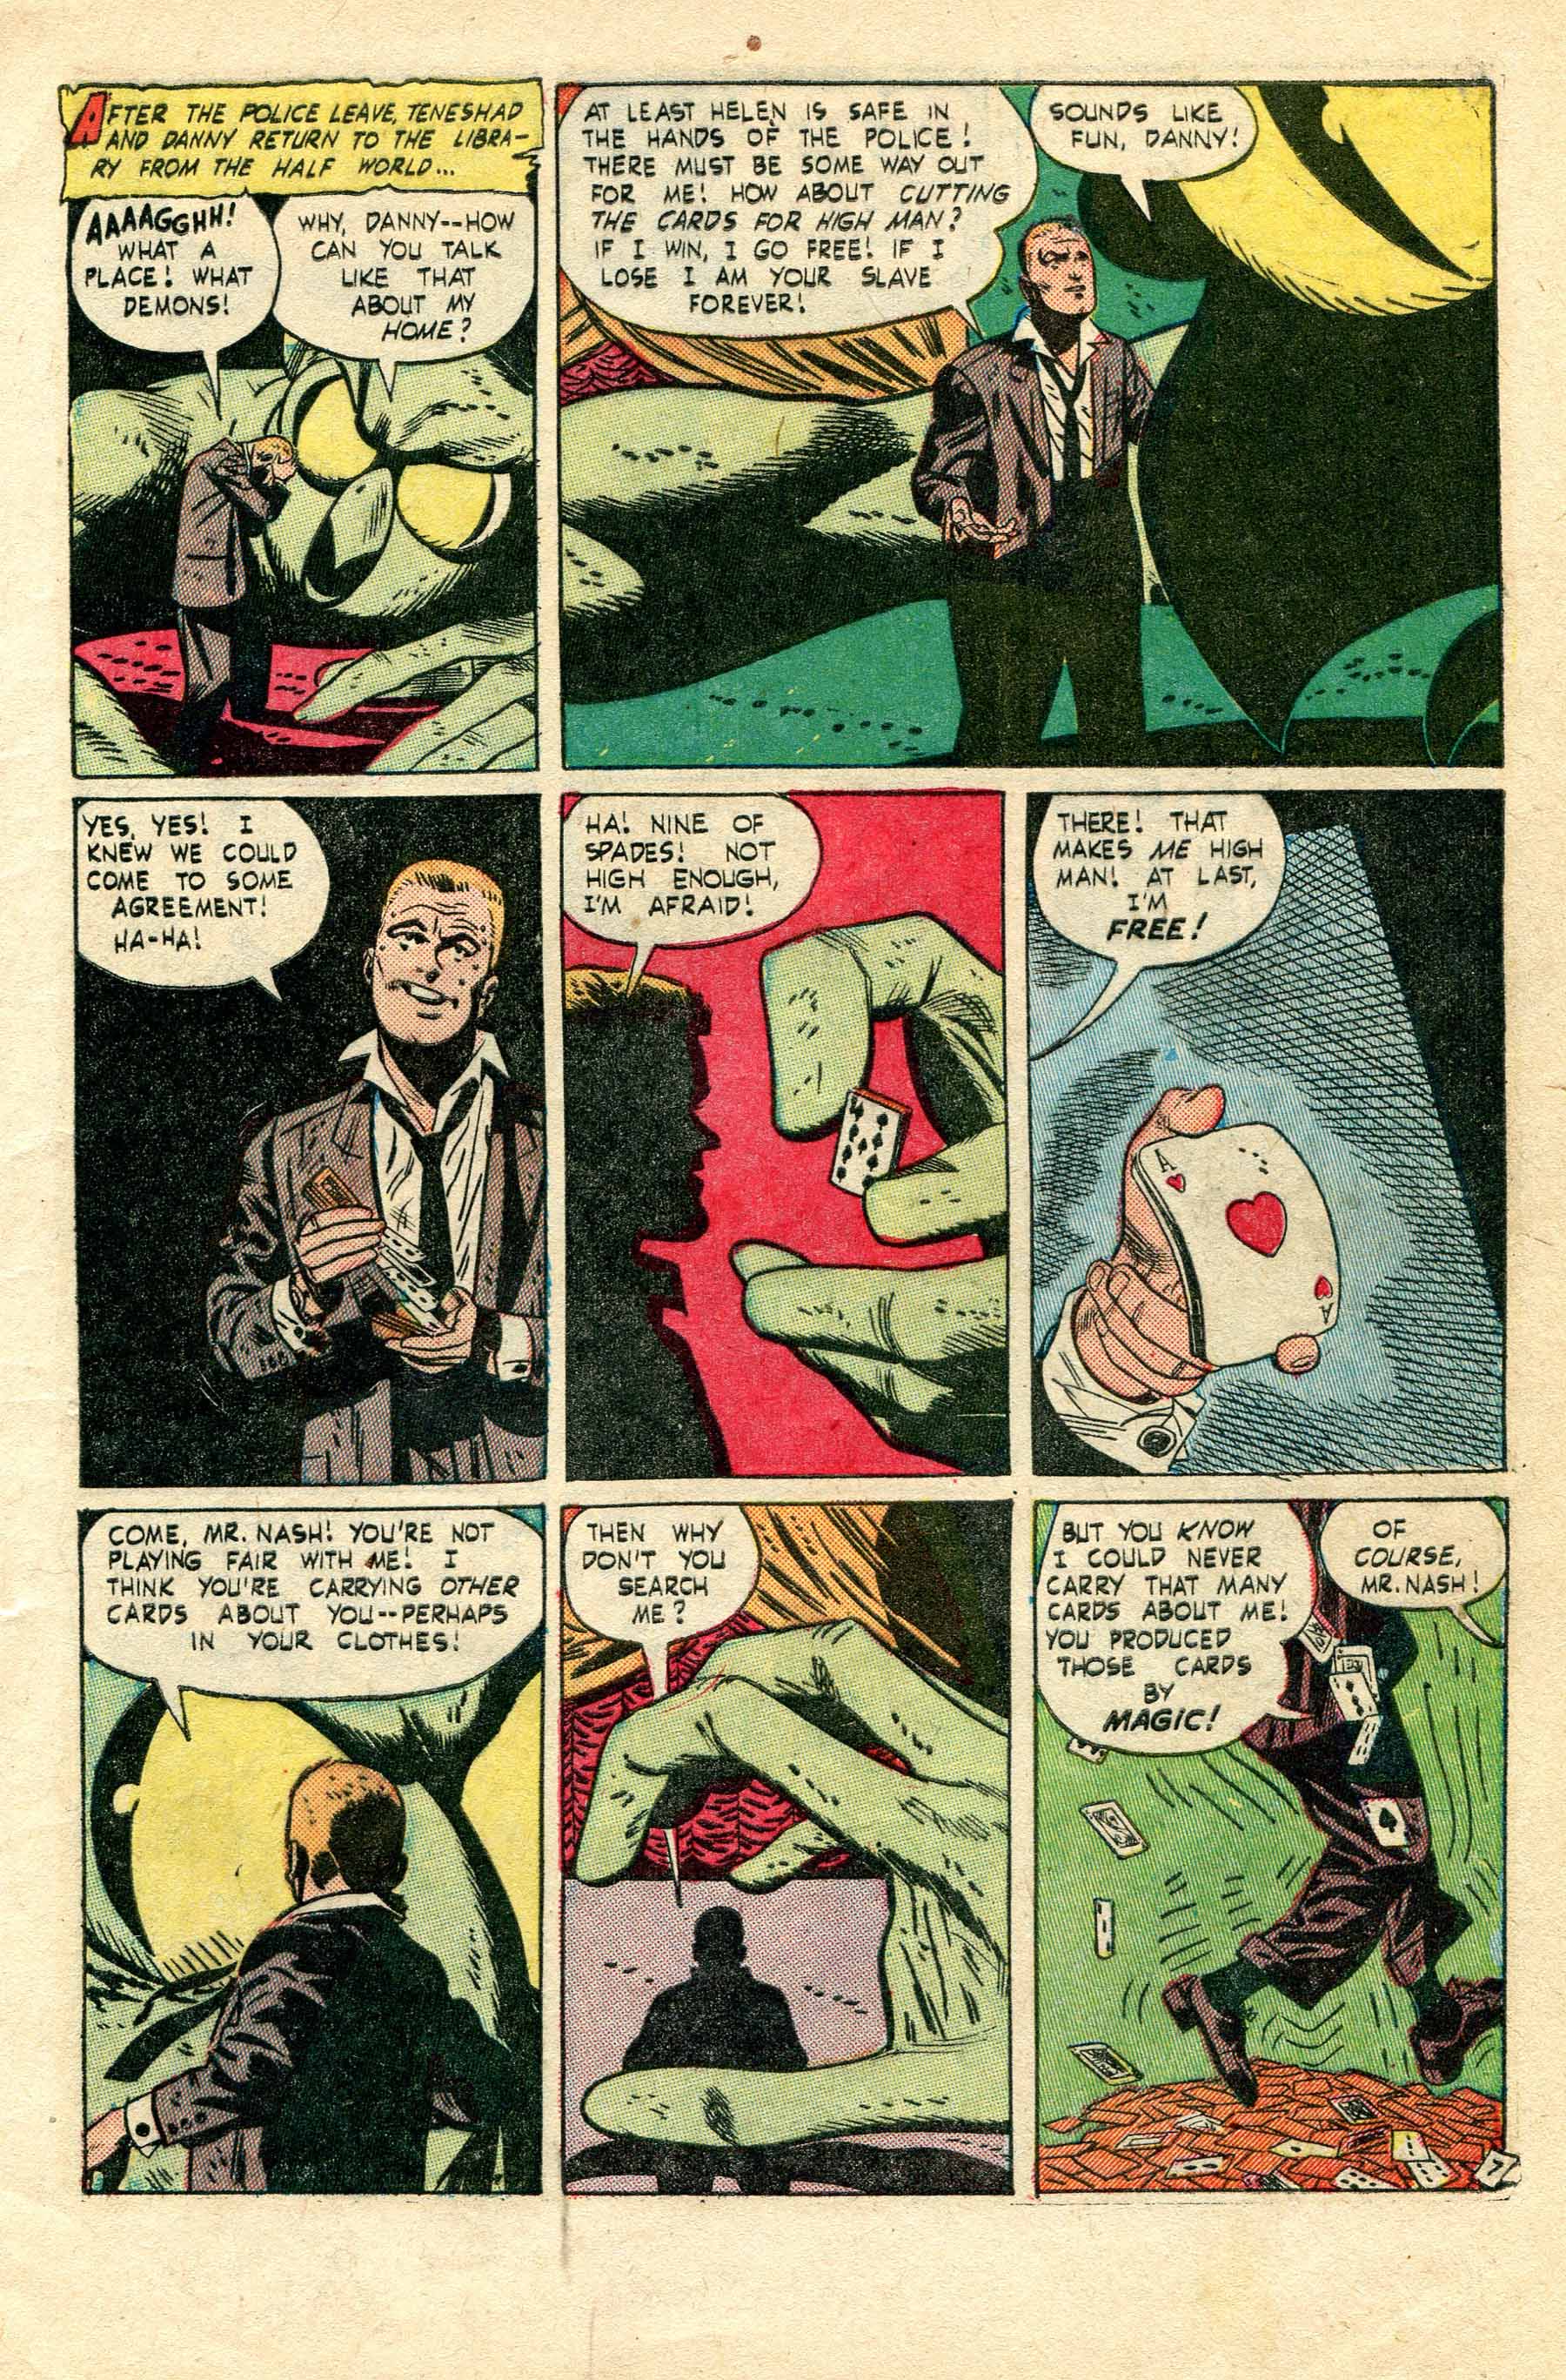 AFTER THE POLICE LEAVE, TENESHAD
AND DANNY RETURN TO THE LIBRA-
RY FROM THE HALF WORLD...
AAAAGGHH!
WHAT A
PLACE! WHAT
DEMONS!
WHY, DANNY--HOW
CAN YOU TALK
LIKE THAT
ABOUT MY
HOME?
AT LEAST HELEN IS SAFE IN
THE HANDS OF THE POLICE!
THERE MUST BE SOME WAY OUT
FOR ME! HOW ABOUT CUTTING
THE CARDS FOR HIGH MAN?
IF I WIN, I GO FREE! IF I
LOSE I AM YOUR SLAVE
FOREVER!
SOUNDS LIKE
FUN, DANNY!
YES, YES! I
KNEW WE COULD
COME TO SOME
AGREEMENT!
HA-HA!
HA! NINE OF
SPADES! NOT
HIGH ENOUGH,
I'M AFRAID!
THERE! THAT
MAKES ME HIGH
MAN! AT LAST,
I'M
FREE!
A
A
COME, MR. NASH! YOU'RE NOT
PLAYING FAIR WITH ME! I
THINK YOU'RE CARRYING OTHER
CARDS ABOUT YOU--PERHAPS
IN YOUR CLOTHES!
THEN WHY
DON'T YOU
SEARCH
ME?
BUT YOU KNOW
I COULD NEVER
CARRY THAT MANY
CARDS ABOUT ME!
YOU PRODUCED
THOSE CARDS
BY
MAGIC!
OF
COURSE,
MR. NASH!
7